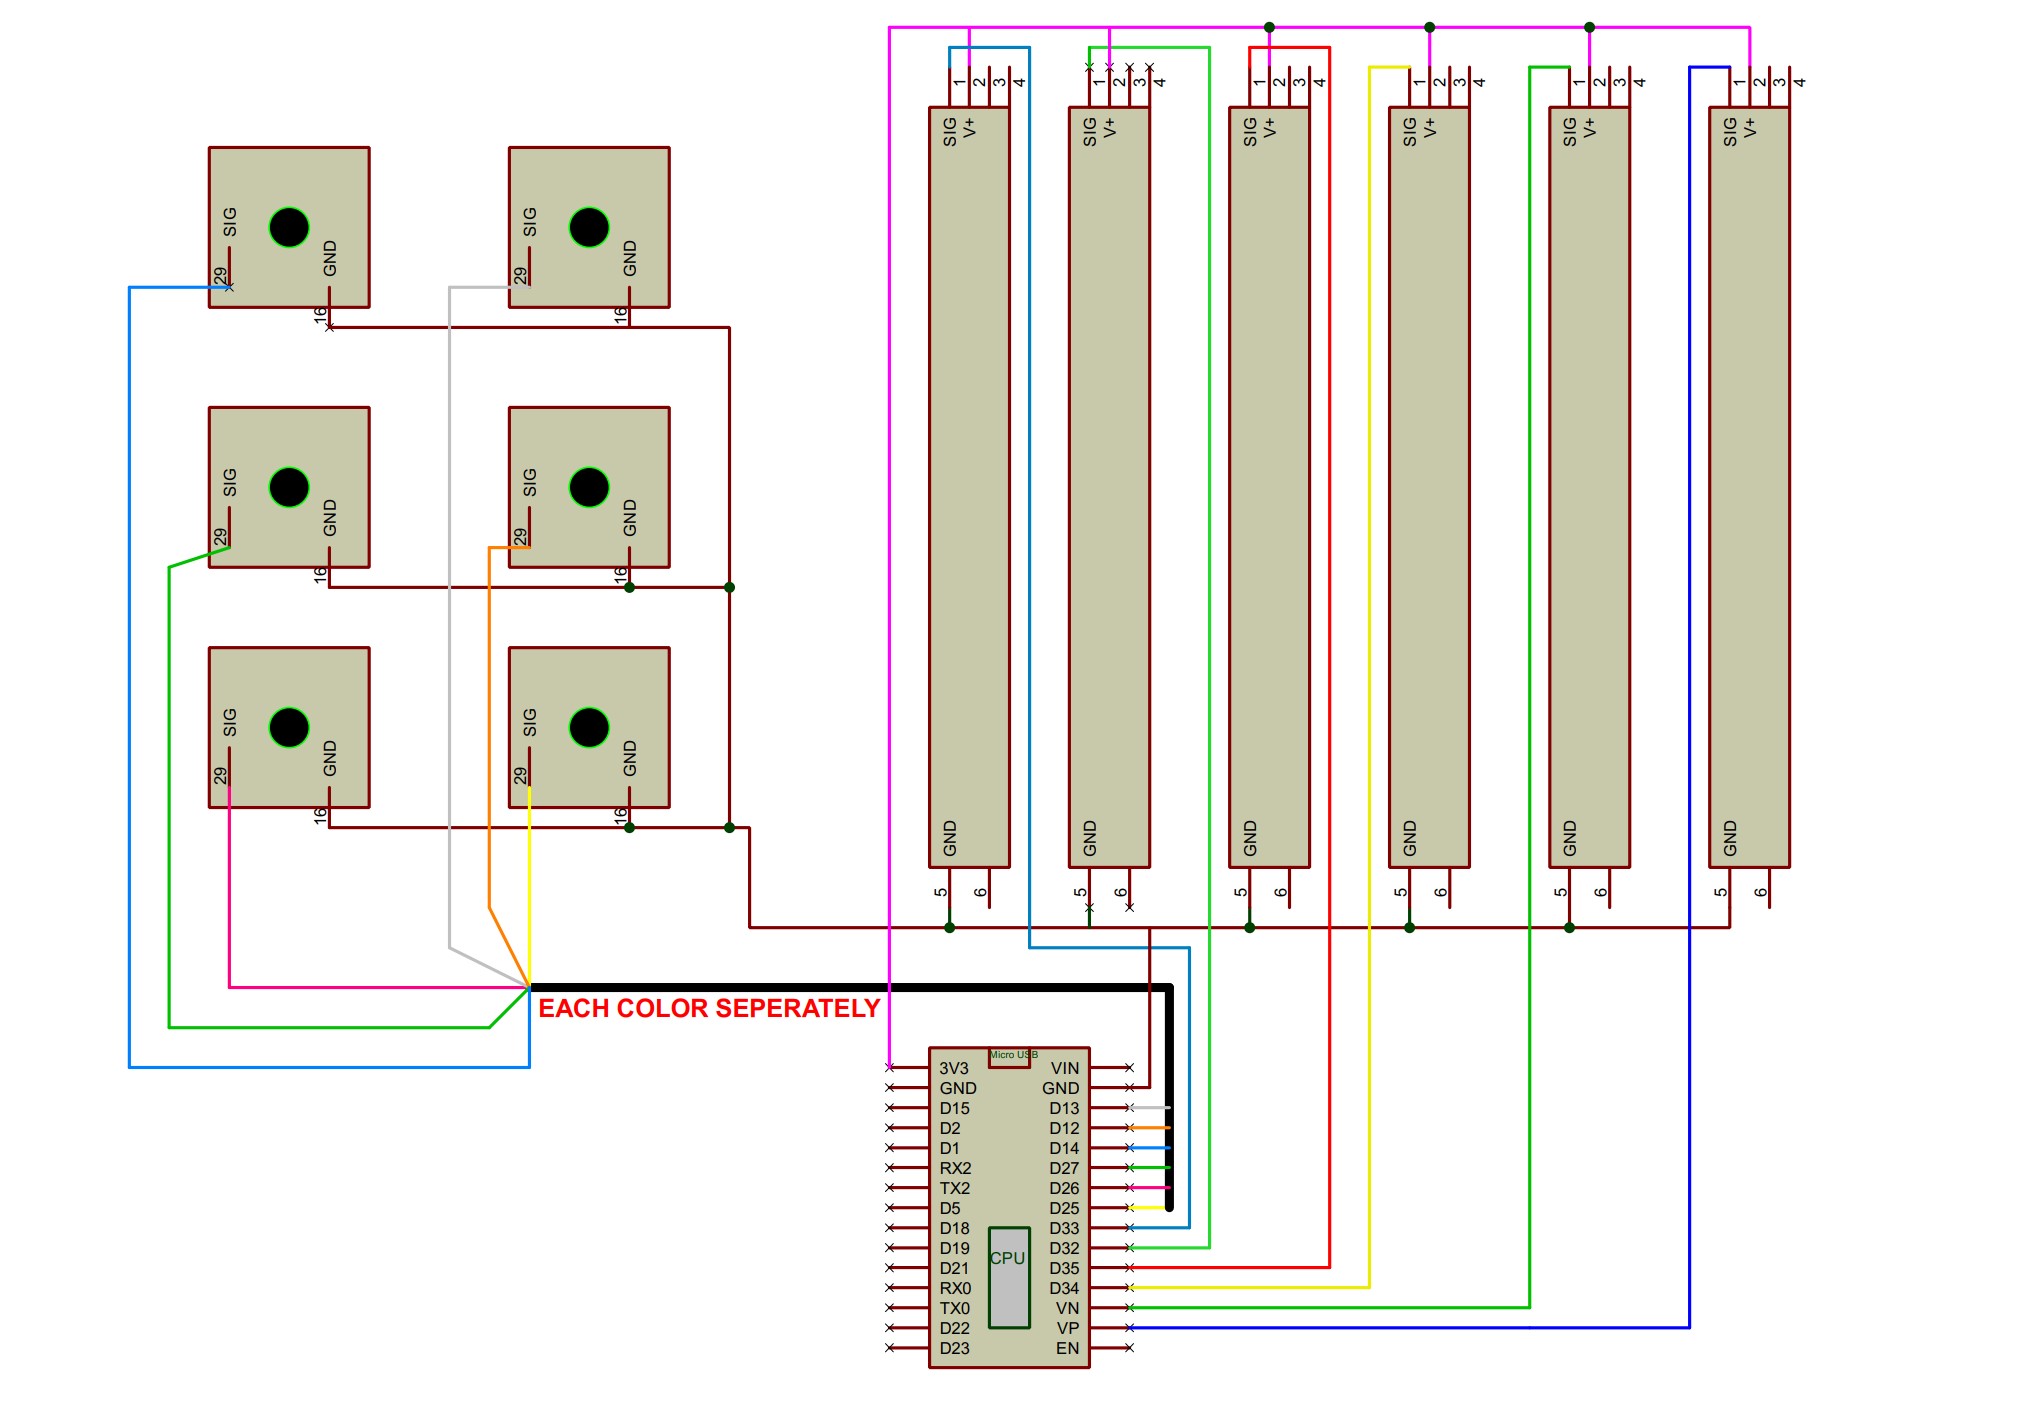 1 2 3 4
1 2 3 4
1 2 3 4
1 2 3 4
1 2 3 4
1 2 3 4
SIG V+
SIG V+
SIG V+
SIG V+
SIG V+
SIG V+
SIG
29
GND
16
SIG
29
GND
16
SIG
29
GND
16
SIG
29
GND
16
SIG
29
GND
16
SIG
29
GND
16
GND
GND
GND
GND
GND
GND
5 6
5 6
5 6
5 6
5 6
5 6
EACH COLOR SEPERATELY
Micro USB
3V3 VIN
GND GND
D15 D13
D2 D12
D1 D14
RX2 D27
TX2 D26
D5 D25
D18 D33
D19 D32
CPU
D21 D35
RX0 D34
TX0 VN
D22 VP
D23 EN